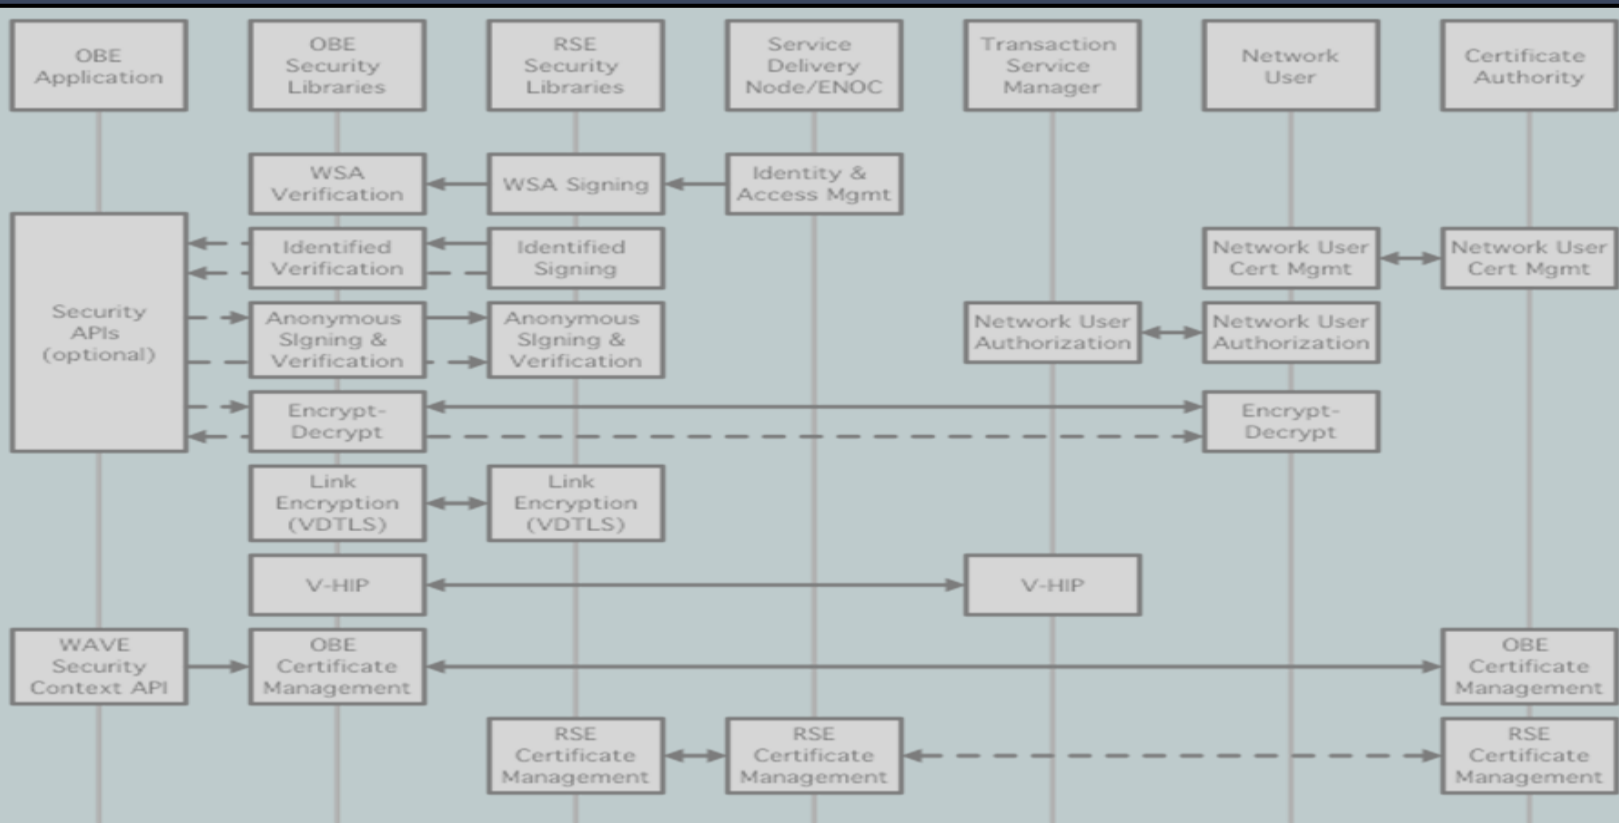 OBE
Application
OBE
Security
Libraries
RSE
Security
Libraries
Service
Delivery
Node/ENOC
Transaction
Service
Manager
Network
User
Certificate
Authority
WSA
Verification
WSA Signing
Identity &
Access Mgmt
Security
APIs
(optional)
Identified
Verification
Identified
Signing
Network User
Cert Mgmt
Network User
Cert Mgmt
Anonymous
SIgning &
Verification
Anonymous
SIgning &
Verification
Network User
Authorization
Network User
Authorization
Encrypt-
Decrypt
Encrypt-
Decrypt
Link
Encryption
(VDTLS)
Link
Encryption
(VDTLS)
V-HIP
V-HIP
WAVE
Security
Context API
OBE
Certificate
Management
OBE
Certificate
Management
RSE
Certificate
Management
RSE
Certificate
Management
RSE
Certificate
Management